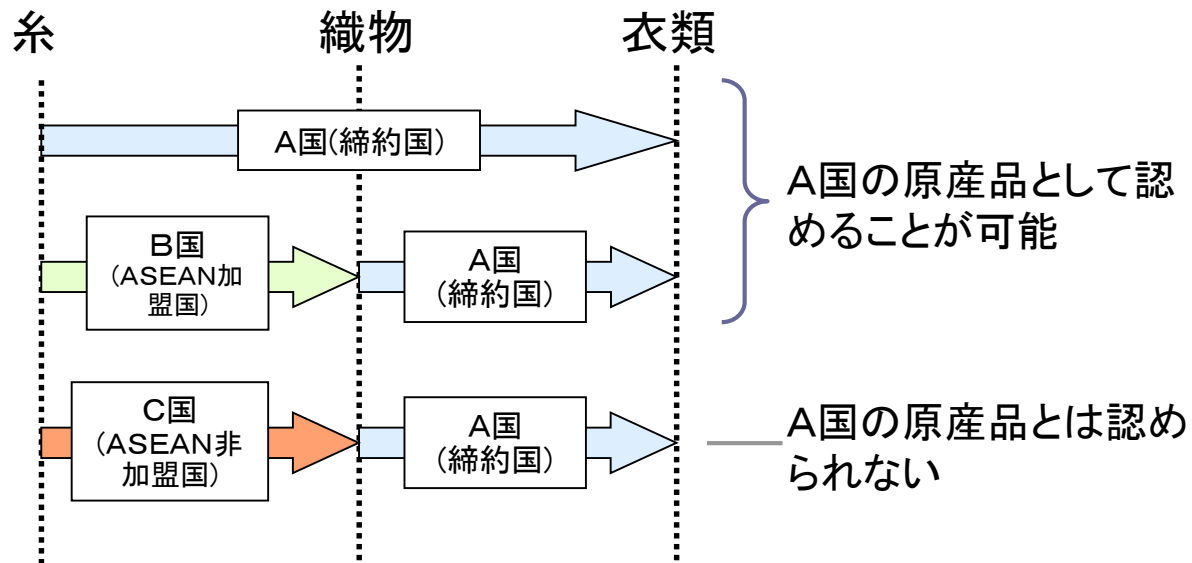 糸
織物
衣類
A国(締約国)
A国の原産品として認
めることが可能
B国
(ASEAN加
盟国)
A国
(締約国)
C国
(ASEAN非
加盟国)
A国
(締約国)
A国の原産品とは認め
られない